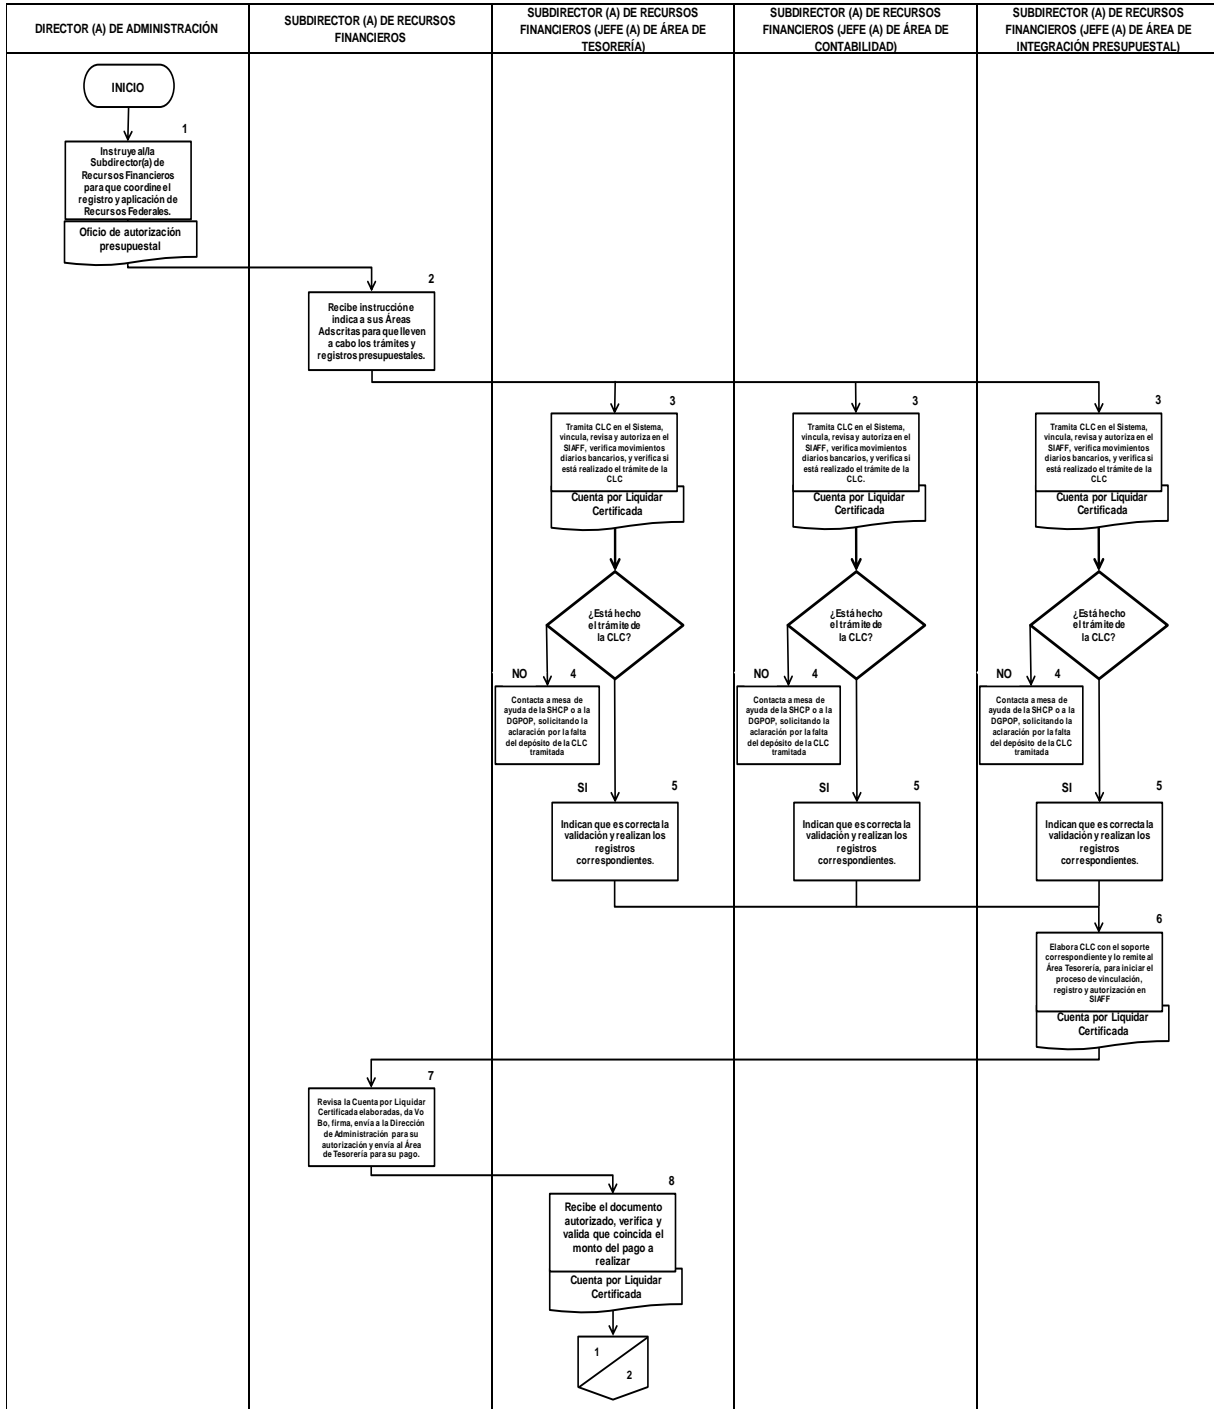 DIRECTOR (A) DE ADMINISTRACIÓN
SUBDIRECTOR (A) DE RECURSOS
FINANCIEROS
SUBDIRECTOR (A) DE RECURSOS
FINANCIEROS (JEFE (A) DE ÁREA DE
TESORERÍA)
SUBDIRECTOR (A) DE RECURSOS
FINANCIEROS (JEFE (A) DE ÁREA DE
CONTABILIDAD)
SUBDIRECTOR (A) DE RECURSOS
FINANCIEROS (JEFE (A) DE ÁREA DE
INTEGRACIÓN PRESUPUESTAL)
INICIO
1
Instruye al/la
Subdirector(a) de
Recursos Financieros
para que coordine el
registro y aplicación de
Recursos Federales.
Oficio de autorización
presupuestal
2
Recibe instrucción e
indica a sus Áreas
Adscritas para que lleven
a cabo los trámites y
registros presupuestales.
3
Tramita CLC en el Sistema,
vincula, revisa y autoriza en el
SIAFF, verifica movimientos
diarios bancarios, y verifica si
está realizado el trámite de la
CLC
Cuenta por Liquidar
Certificada
3
Tramita CLC en el Sistema,
vincula, revisa y autoriza en el
SIAFF, verifica movimientos
diarios bancarios, y verifica si
está realizado el trámite de la
CLC.
Cuenta por Liquidar
Certificada
3
Tramita CLC en el Sistema,
vincula, revisa y autoriza en el
SIAFF, verifica movimientos
diarios bancarios, y verifica si
está realizado el trámite de la
CLC
Cuenta por Liquidar
Certificada
¿Está hecho
el trámite de
la CLC?
¿Está hecho
el trámite de
la CLC?
¿Está hecho
el trámite de
la CLC?
NO 4
Contacta a mesa de
ayuda de la SHCP o a la
DGPOP, solicitando la
aclaración por la falta
del depósito de la CLC
tramitada
NO 4
Contacta a mesa de
ayuda de la SHCP o a la
DGPOP, solicitando la
aclaración por la falta
del depósito de la CLC
tramitada
NO 4
Contacta a mesa de
ayuda de la SHCP o a la
DGPOP, solicitando la
aclaración por la falta
del depósito de la CLC
tramitada
SI 5
Indican que es correcta la
validación y realizan los
registros
correspondientes.
SI 5
Indican que es correcta la
validación y realizan los
registros
correspondientes.
SI 5
Indican que es correcta la
validación y realizan los
registros
correspondientes.
6
Elabora CLC con el soporte
correspondiente y lo remite al
Área Tesorería, para iniciar el
proceso de vinculación,
registro y autorización en
SIAFF
Cuenta por Liquidar
Certificada
7
Revisa la Cuenta por Liquidar
Certificada elaboradas, da Vo
Bo, firma, envía a la Dirección
de Administración para su
autorización y envía al Área
de Tesorería para su pago.
8
Recibe el documento
autorizado, verifica y
valida que coincida el
monto del pago a
realizar
Cuenta por Liquidar
Certificada
1
2